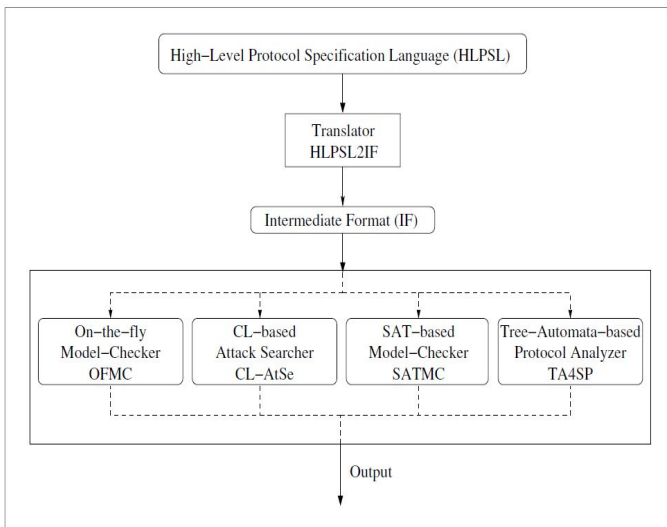 High−Level Protocol Specification Language (HLPSL)
Translator
HLPSL2IF
Intermediate Format (IF)
On−the−fly
Model−Checker
OFMC
CL−based
Attack Searcher
CL−AtSe
SAT−based
Model−Checker
SATMC
Tree−Automata−based
Protocol Analyzer
TA4SP
Output